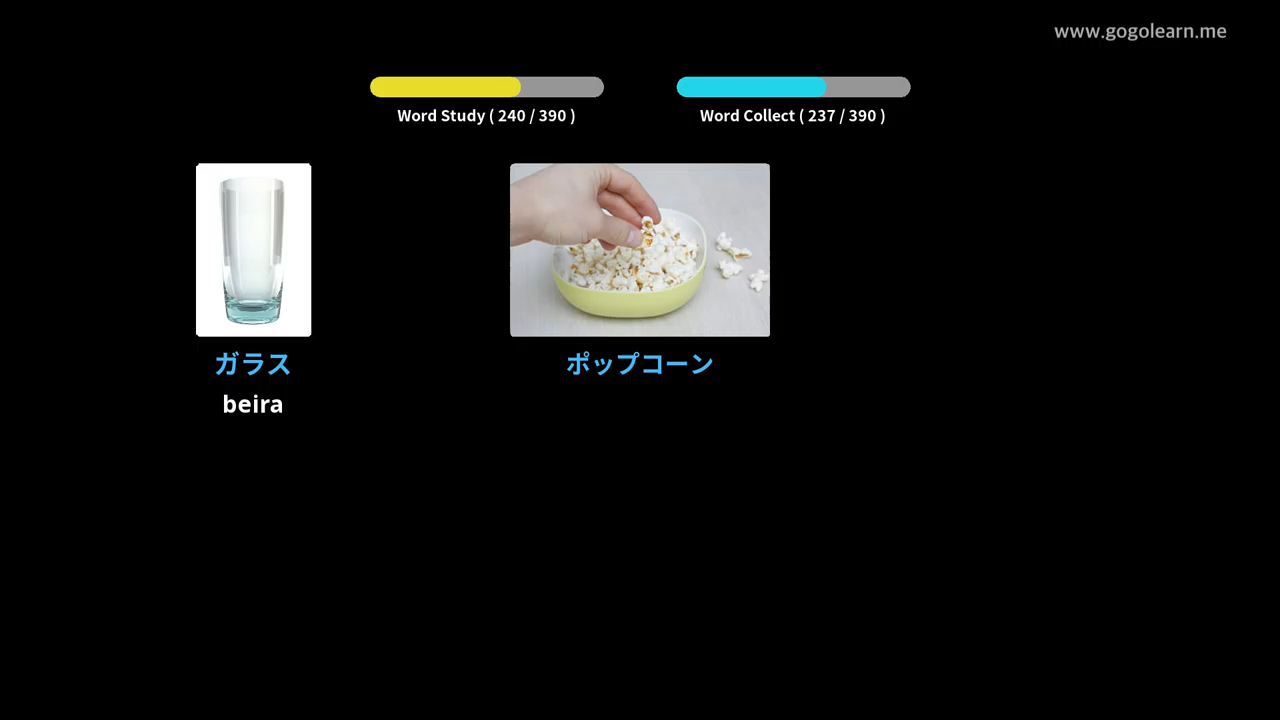 www.gogolearn.me
Word Study ( 240 / 390 )
Word Collect ( 237 / 390 )
ガラス
ポップコーン
beira